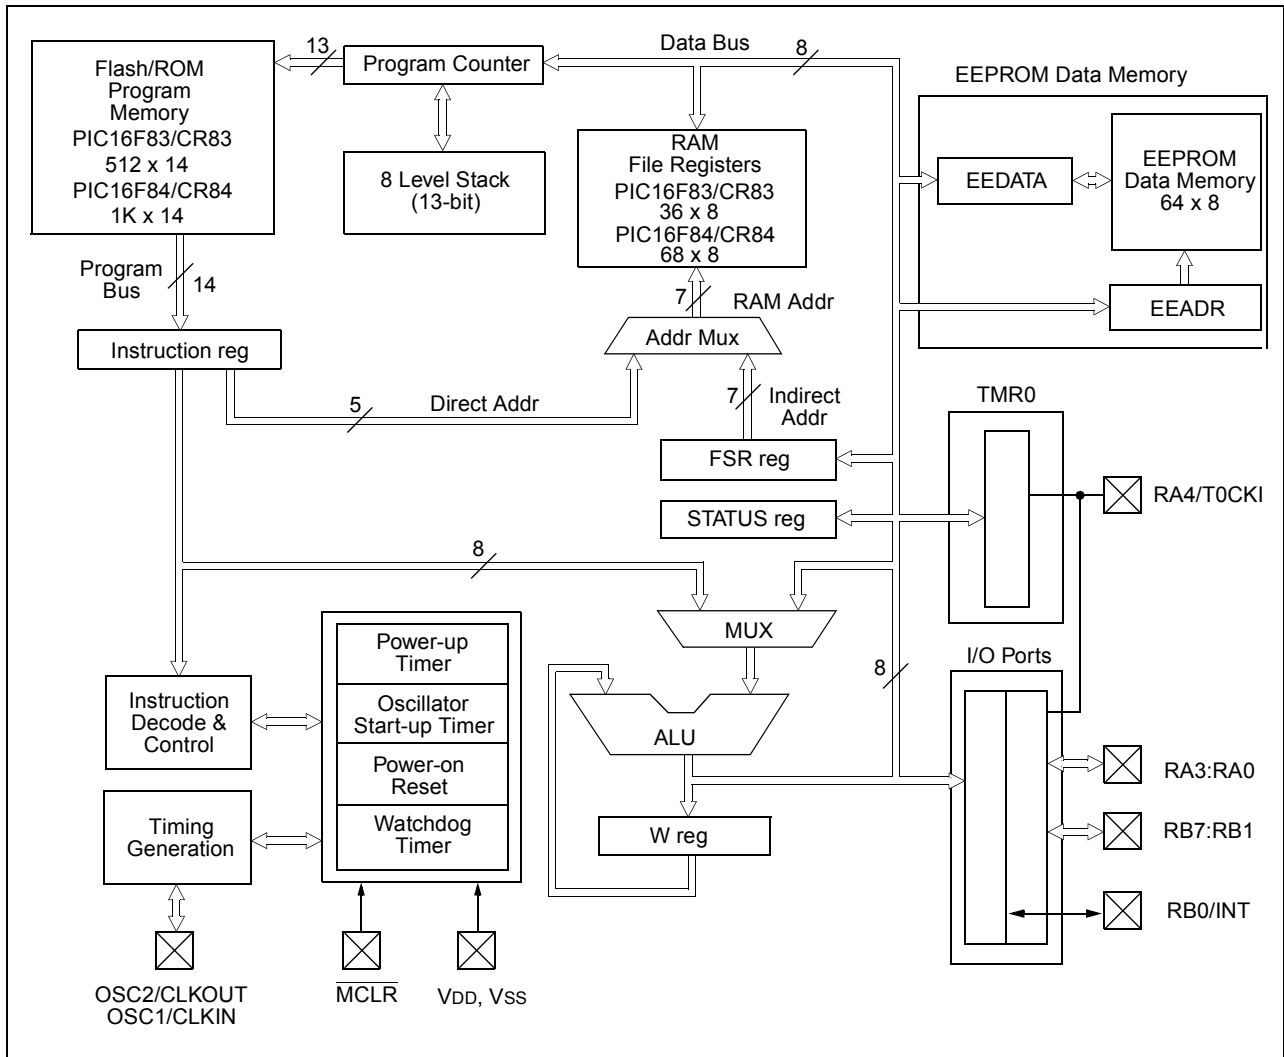 Flash/ROM
Program
Memory
PIC16F83/CR83
512 x 14
PIC16F84/CR84
1K x 14
13
Program Counter
Data Bus
8
8 Level Stack
(13-bit)
RAM
File Registers
PIC16F83/CR83
36 x 8
PIC16F84/CR84
68 x 8
EEPROM Data Memory
EEDATA
EEPROM
Data Memory
64 x 8
EEADR
Program
Bus
14
7
RAM Addr
Addr Mux
Instruction reg
5
Direct Addr
7
Indirect
Addr
FSR reg
STATUS reg
TMR0
RA4/T0CKI
8
MUX
8
I/O Ports
Power-up
Timer
Oscillator
Start-up Timer
Power-on
Reset
Watchdog
Timer
Instruction
Decode &
Control
Timing
Generation
ALU
W reg
RA3:RA0
RB7:RB1
RB0/INT
OSC2/CLKOUT
OSC1/CLKIN
MCLR
VDD, VSS